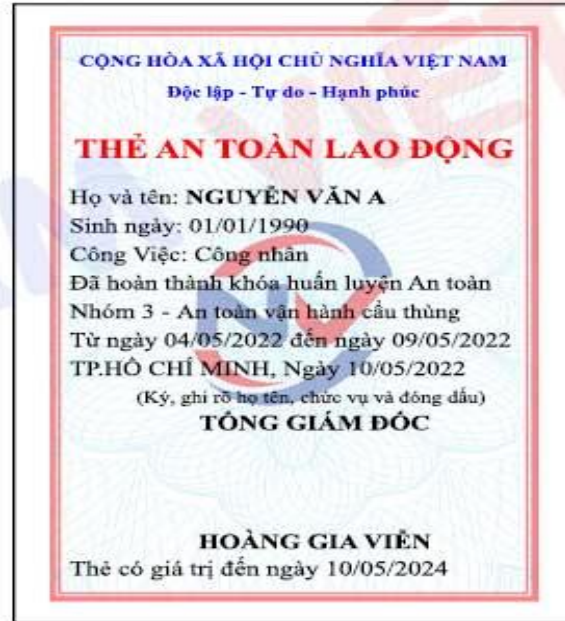 CỘNG HÒA XÃ HỘI CHỦ NGHĨA VIỆT NAM
Độc lập - Tự do - Hạnh phúc
THẺ AN TOÀN LAO ĐỘNG
Họ và tên: NGUYỄN VĂN A
Sinh ngày: 01/01/1990
Công Việc: Công nhân
Đã hoàn thành khóa huấn luyện An toàn
Nhóm 3 - An toàn vận hành cẩu thùng
Từ ngày 04/05/2022 đến ngày 09/05/2022
TP.HỒ CHÍ MINH, Ngày 10/05/2022
(Ký, ghi rõ họ tên, chức vụ và đóng dấu)
TỔNG GIÁM ĐỐC
HOÀNG GIA VIÊN
Thẻ có giá trị đến ngày 10/05/2024